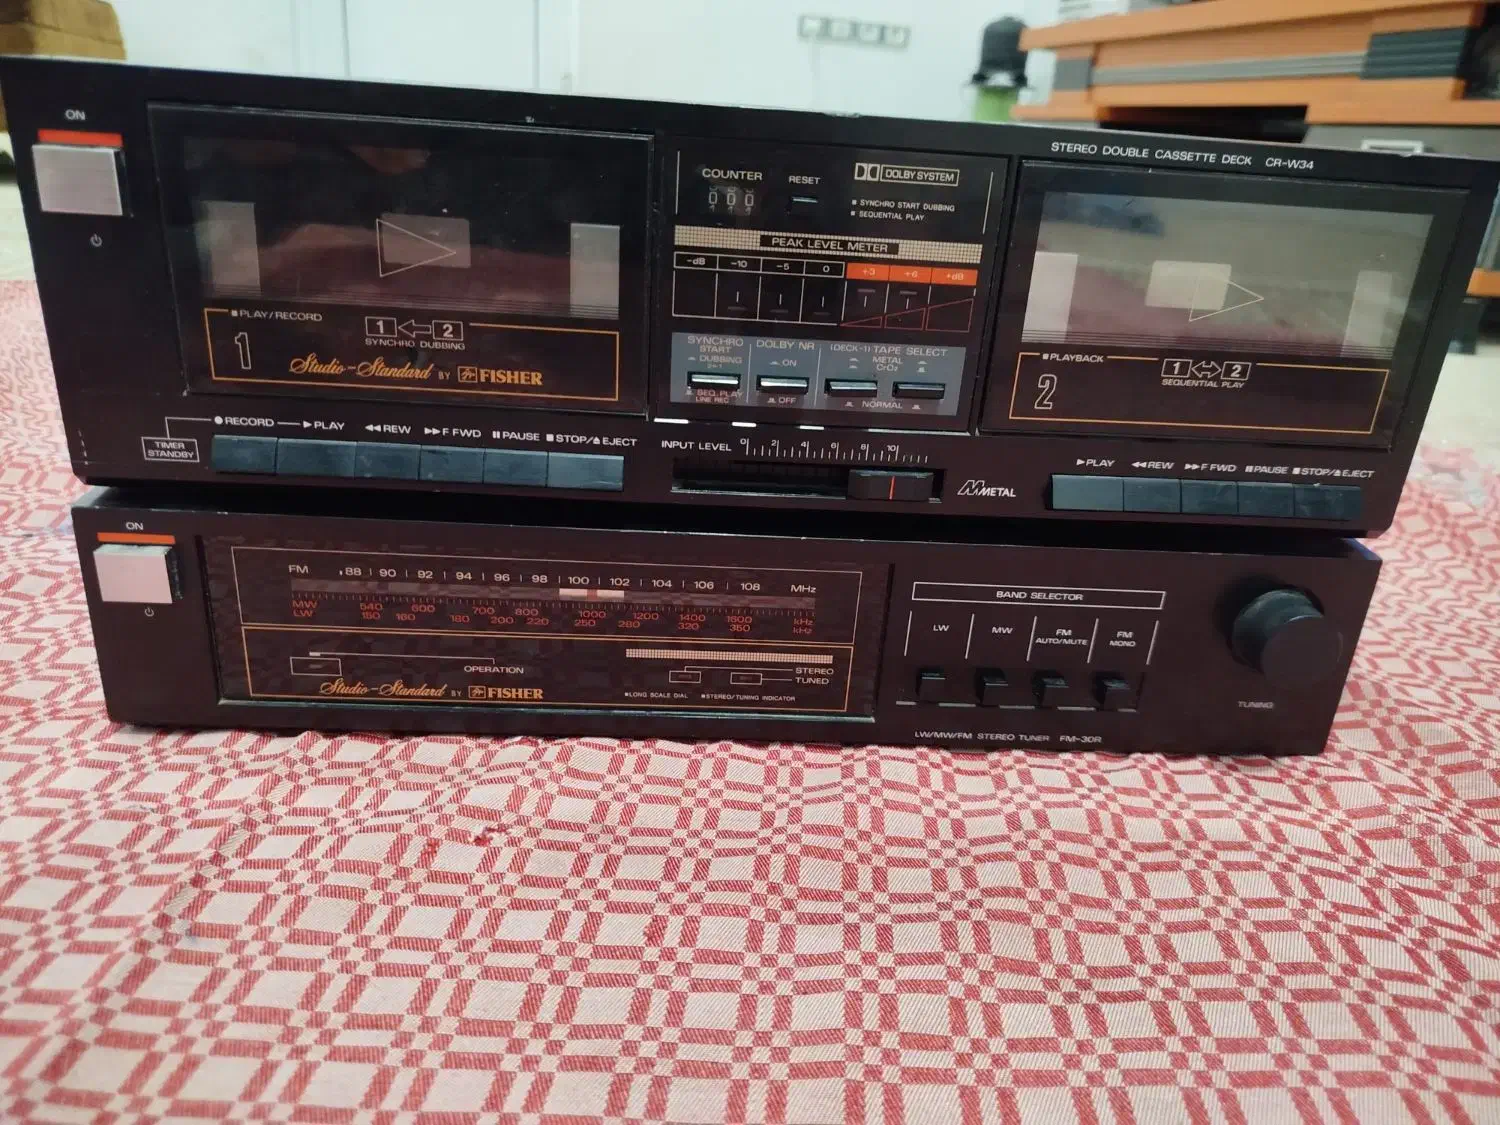 ON
STEREO DOUBLE CASSETTE DECK CR-W34
COUNTER RESET
DOLBY SYSTEM
000
■ SYNCHRO START DUBBING
■ SEQUENTIAL PLAY
PEAK LEVEL METER
-dB -10 -5 0 +3 +6 +dB
■PLAY/RECORD
1
1 2
SYNCHRO DUBBING
Studio-Standard BY FISHER
SYNCHRO START
DUBBING
SEQ. PLAY
LINE REC
DOLBY NR
ON
OFF
(DECK-1) TAPE SELECT
METAL
CrO2
NORMAL
■PLAYBACK
2
1 2
SEQUENTIAL PLAY
TIMER STANDBY
●RECORD ▶PLAY ◀◀REW ▶▶F FWD ▮▮PAUSE ■STOP/▲EJECT
INPUT LEVEL 0 2 4 6 8 10
METAL
▶PLAY ◀◀REW ▶▶F FWD ▮▮PAUSE ■STOP/▲EJECT
ON
FM 88 90 92 94 96 98 100 102 104 106 108 MHz
MW 540 600 700 800 1000 1200 1400 1600 kHz
LW 150 160 180 200 220 250 280 320 350 kHz
OPERATION
STEREO
TUNED
Studio-Standard BY FISHER
■LONG SCALE DIAL ■STEREO/TUNING INDICATOR
BAND SELECTOR
LW MW FM AUTO/MUTE FM MONO
TUNING
LW/MW/FM STEREO TUNER FM-30R